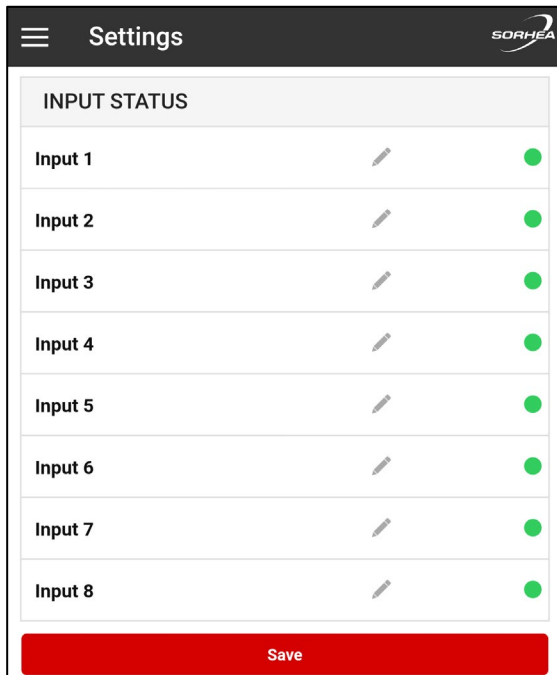 Settings
SORHEA
INPUT STATUS
Input 1
Input 2
Input 3
Input 4
Input 5
Input 6
Input 7
Input 8
Save